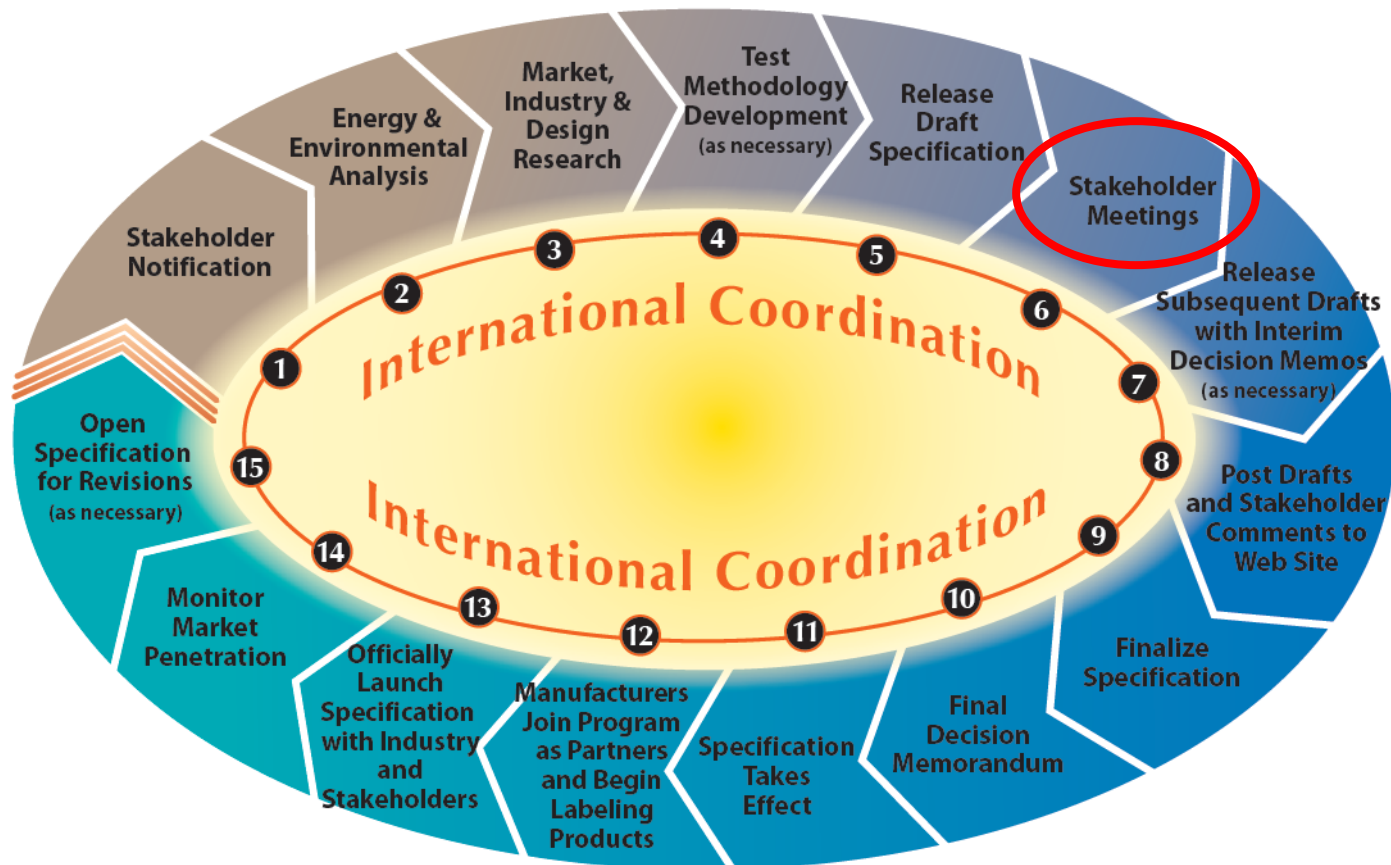 Stakeholder
Notification
Energy &
Environmental
Analysis
Market,
Industry &
Design
Research
Test
Methodology
Development
(as necessary)
Release
Draft
Specification
Stakeholder
Meetings
Release
Subsequent Drafts
with Interim
Decision Memos
(as necessary)
Post Drafts
and Stakeholder
Comments to
Web Site
Finalize
Specification
Final
Decision
Memorandum
Specification
Takes
Effect
Manufacturers
Join Program
as Partners
and Begin
Labeling
Products
Officially
Launch
Specification
with Industry
and
Stakeholders
Monitor
Market
Penetration
Open
Specification
for Revisions
(as necessary)
1
2
3
4
5
6
7
8
9
10
11
12
13
14
15
International Coordination
International Coordination